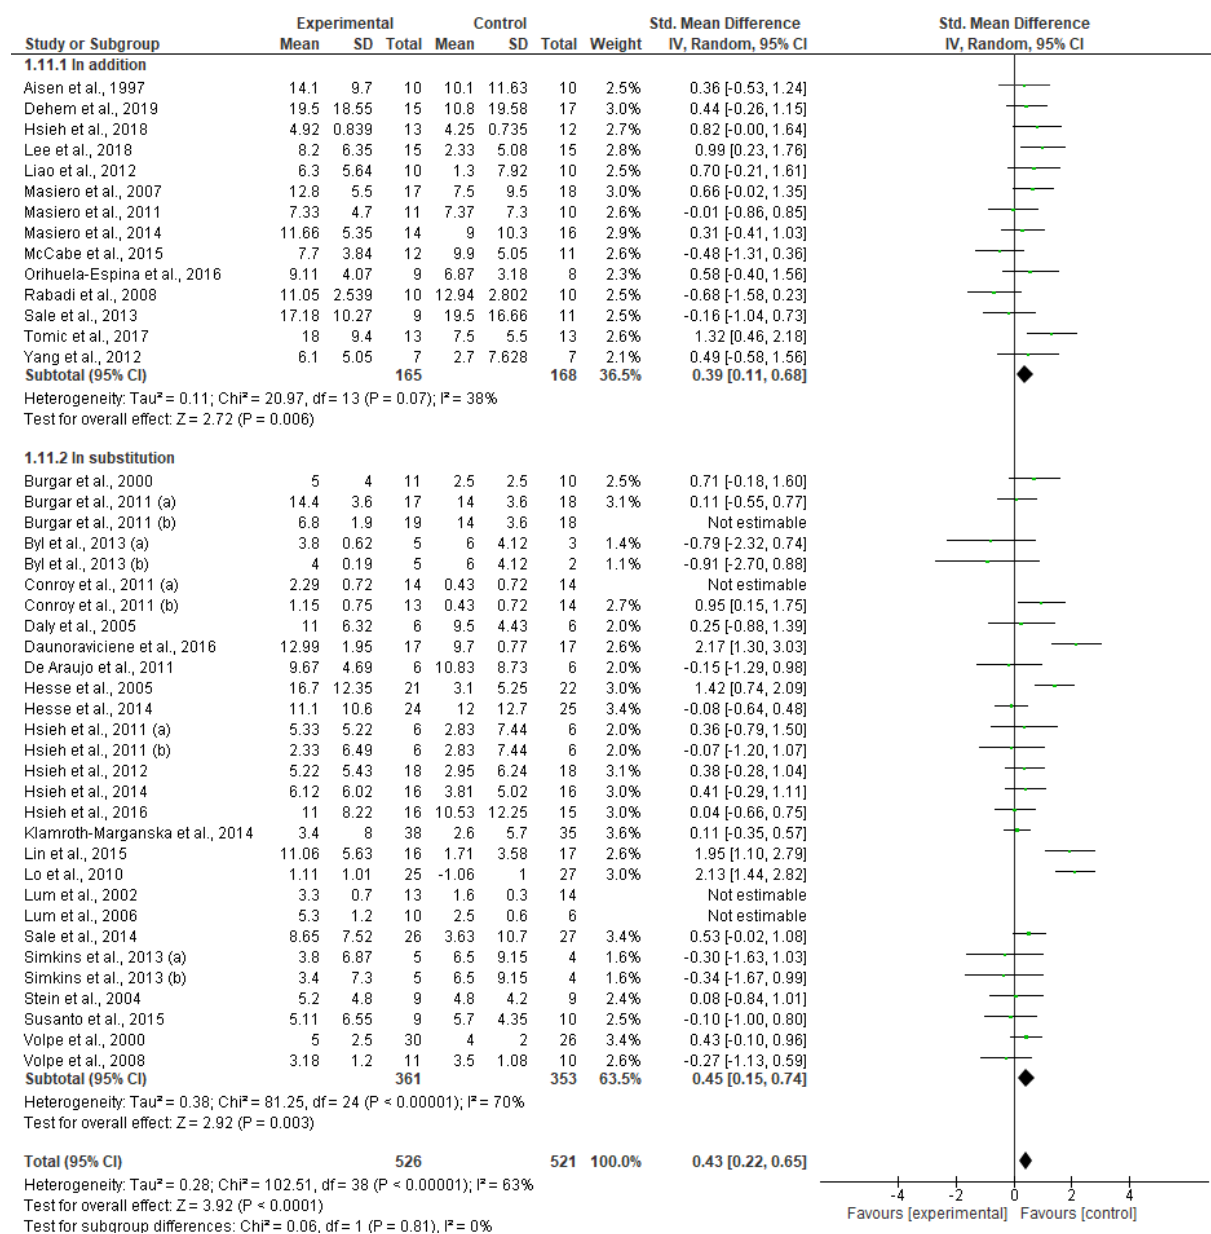 Experimental Control Std. Mean Difference Std. Mean Difference
Study or Subgroup Mean SD Total Mean SD Total Weight IV, Random, 95% CI IV, Random, 95% CI
1.11.1 In addition
Aisen et al., 1997 14.1 9.7 10 10.1 11.63 10 2.5% 0.36 [-0.53, 1.24]
Dehem et al., 2019 19.5 18.55 15 10.8 19.58 17 3.0% 0.44 [-0.26, 1.15]
Hsieh et al., 2018 4.92 0.839 13 4.25 0.735 12 2.7% 0.82 [-0.00, 1.64]
Lee et al., 2018 8.2 6.35 15 2.33 5.08 15 2.8% 0.99 [0.23, 1.76]
Liao et al., 2012 6.3 5.64 10 1.3 7.92 10 2.5% 0.70 [-0.21, 1.61]
Masiero et al., 2007 12.8 5.5 17 7.5 9.5 18 3.0% 0.66 [-0.02, 1.35]
Masiero et al., 2011 7.33 4.7 11 7.37 7.3 10 2.6% -0.01 [-0.86, 0.85]
Masiero et al., 2014 11.66 5.35 14 9 10.3 16 2.9% 0.31 [-0.41, 1.03]
McCabe et al., 2015 7.7 3.84 12 9.9 5.05 11 2.6% -0.48 [-1.31, 0.36]
Orihuela-Espina et al., 2016 9.11 4.07 9 6.87 3.18 8 2.3% 0.58 [-0.40, 1.56]
Rabadi et al., 2008 11.05 2.539 10 12.94 2.802 10 2.5% -0.68 [-1.58, 0.23]
Sale et al., 2013 17.18 10.27 9 19.5 16.66 11 2.5% -0.16 [-1.04, 0.73]
Tomic et al., 2017 18 9.4 13 7.5 5.5 13 2.6% 1.32 [0.46, 2.18]
Yang et al., 2012 6.1 5.05 7 2.7 7.628 7 2.1% 0.49 [-0.58, 1.56]
Subtotal (95% CI) 165 168 36.5% 0.39 [0.11, 0.68]
Heterogeneity: Tau² = 0.11; Chi² = 20.97, df = 13 (P = 0.07); I² = 38%
Test for overall effect: Z = 2.72 (P = 0.006)
1.11.2 In substitution
Burgar et al., 2000 5 4 11 2.5 2.5 10 2.5% 0.71 [-0.18, 1.60]
Burgar et al., 2011 (a) 14.4 3.6 17 14 3.6 18 3.1% 0.11 [-0.55, 0.77]
Burgar et al., 2011 (b) 6.8 1.9 19 14 3.6 18 Not estimable
Byl et al., 2013 (a) 3.8 0.62 5 6 4.12 3 1.4% -0.79 [-2.32, 0.74]
Byl et al., 2013 (b) 4 0.19 5 6 4.12 2 1.1% -0.91 [-2.70, 0.88]
Conroy et al., 2011 (a) 2.29 0.72 14 0.43 0.72 14 Not estimable
Conroy et al., 2011 (b) 1.15 0.75 13 0.43 0.72 14 2.7% 0.95 [0.15, 1.75]
Daly et al., 2005 11 6.32 6 9.5 4.43 6 2.0% 0.25 [-0.88, 1.39]
Daunoraviciene et al., 2016 12.99 1.95 17 9.7 0.77 17 2.6% 2.17 [1.30, 3.03]
De Araujo et al., 2011 9.67 4.69 6 10.83 8.73 6 2.0% -0.15 [-1.29, 0.98]
Hesse et al., 2005 16.7 12.35 21 3.1 5.25 22 3.0% 1.42 [0.74, 2.09]
Hesse et al., 2014 11.1 10.6 24 12 12.7 25 3.4% -0.08 [-0.64, 0.48]
Hsieh et al., 2011 (a) 5.33 5.22 6 2.83 7.44 6 2.0% 0.36 [-0.79, 1.50]
Hsieh et al., 2011 (b) 2.33 6.49 6 2.83 7.44 6 2.0% -0.07 [-1.20, 1.07]
Hsieh et al., 2012 5.22 5.43 18 2.95 6.24 18 3.1% 0.38 [-0.28, 1.04]
Hsieh et al., 2014 6.12 6.02 16 3.81 5.02 16 3.0% 0.41 [-0.29, 1.11]
Hsieh et al., 2016 11 8.22 16 10.53 12.25 15 3.0% 0.04 [-0.66, 0.75]
Klamroth-Marganska et al., 2014 3.4 8 38 2.6 5.7 35 3.6% 0.11 [-0.35, 0.57]
Lin et al., 2015 11.06 5.63 16 1.71 3.58 17 2.6% 1.95 [1.10, 2.79]
Lo et al., 2010 1.11 1.01 25 -1.06 1 27 3.0% 2.13 [1.44, 2.82]
Lum et al., 2002 3.3 0.7 13 1.6 0.3 14 Not estimable
Lum et al., 2006 5.3 1.2 10 2.5 0.6 6 Not estimable
Sale et al., 2014 8.65 7.52 26 3.63 10.7 27 3.4% 0.53 [-0.02, 1.08]
Simkins et al., 2013 (a) 3.8 6.87 5 6.5 9.15 4 1.6% -0.30 [-1.63, 1.03]
Simkins et al., 2013 (b) 3.4 7.3 5 6.5 9.15 4 1.6% -0.34 [-1.67, 0.99]
Stein et al., 2004 5.2 4.8 9 4.8 4.2 9 2.4% 0.08 [-0.84, 1.01]
Susanto et al., 2015 5.11 6.55 9 5.7 4.35 10 2.5% -0.10 [-1.00, 0.80]
Volpe et al., 2000 5 2.5 30 4 2 26 3.4% 0.43 [-0.10, 0.96]
Volpe et al., 2008 3.18 1.2 11 3.5 1.08 10 2.6% -0.27 [-1.13, 0.59]
Subtotal (95% CI) 361 353 63.5% 0.45 [0.15, 0.74]
Heterogeneity: Tau² = 0.38; Chi² = 81.25, df = 24 (P < 0.00001); I² = 70%
Test for overall effect: Z = 2.92 (P = 0.003)
Total (95% CI) 526 521 100.0% 0.43 [0.22, 0.65]
Heterogeneity: Tau² = 0.28; Chi² = 102.51, df = 38 (P < 0.00001); I² = 63%
Test for overall effect: Z = 3.92 (P < 0.0001)
Test for subgroup differences: Chi² = 0.06, df = 1 (P = 0.81), I² = 0%
-4 -2 0 2 4
Favours [experimental] Favours [control]